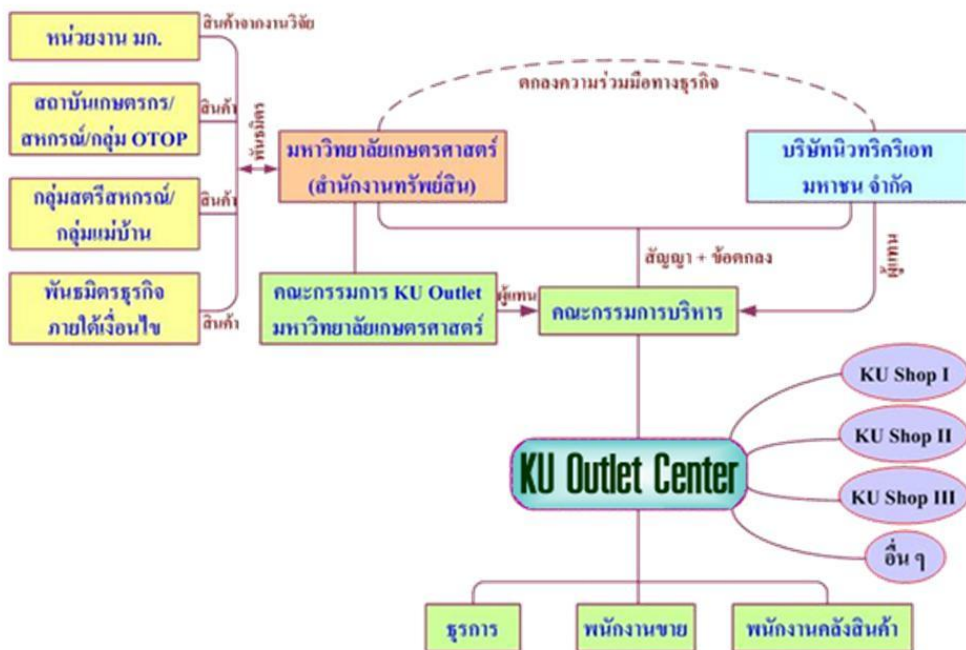 หน่วยงาน มก.
สินค้าจากงานวิจัย
สถาบันเกษตรกร/
สหกรณ์/กลุ่ม OTOP
สินค้า
กลุ่มสตรีสหกรณ์/
กลุ่มแม่บ้าน
สินค้า
พันธมิตรธุรกิจ
ภายใต้เงื่อนไข
สินค้า
พันธมิตร
ตกลงความร่วมมือทางธุรกิจ
มหาวิทยาลัยเกษตรศาสตร์
(สำนักงานทรัพย์สิน)
บริษัทนิวทริคริเอท
มหาชน จำกัด
สัญญา + ข้อตกลง
ผู้แทน
คณะกรรมการ KU Outlet
มหาวิทยาลัยเกษตรศาสตร์
ผู้แทน
คณะกรรมการบริหาร
KU Outlet Center
KU Shop I
KU Shop II
KU Shop III
อื่น ๆ
ธุรการ
พนักงานขาย
พนักงานคลังสินค้า